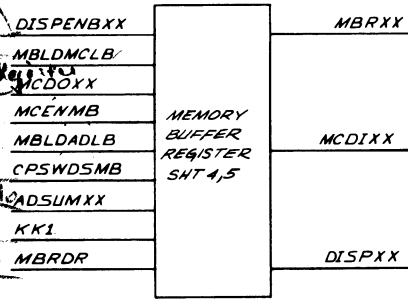 DISPENBXX
MBLDMCLB/
MCDOXX
MCENMB
MBLDADLB
CPSWDSMB
ADSUMXX
KK1
MBRDR
MEMORY
BUFFER
REGISTER
SHT 4,5
MBRXX
MCDIXX
DISPXX